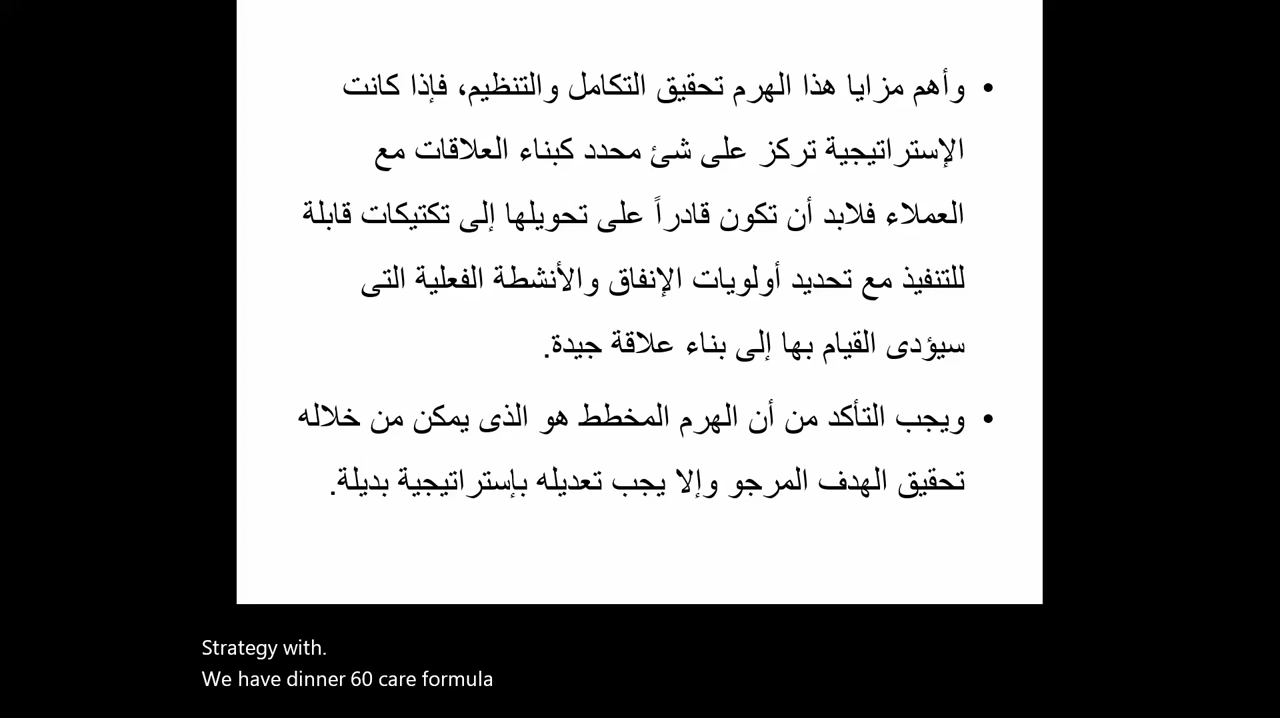 • وأهم مزايا هذا الهرم تحقيق التكامل والتنظيم، فإذا كانت
الإستراتيجية تركز على شئ محدد كبناء العلاقات مع
العملاء فلابد أن تكون قادراً على تحويلها إلى تكتيكات قابلة
للتنفيذ مع تحديد أولويات الإنفاق والأنشطة الفعلية التى
سيؤدى القيام بها إلى بناء علاقة جيدة.
• ويجب التأكد من أن الهرم المخطط هو الذى يمكن من خلاله
تحقيق الهدف المرجو وإلا يجب تعديله بإستراتيجية بديلة.
Strategy with.
We have dinner 60 care formula